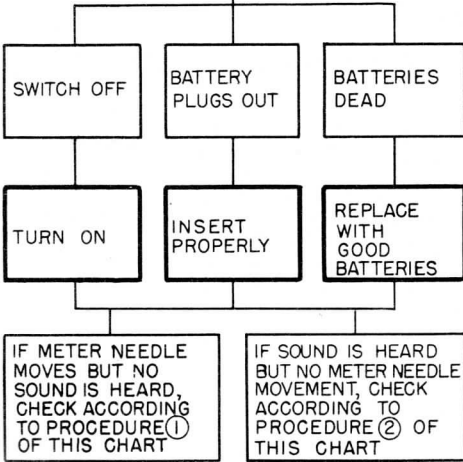 SWITCH OFF
BATTERY
PLUGS OUT
BATTERIES
DEAD
TURN ON
INSERT
PROPERLY
REPLACE
WITH
GOOD
BATTERIES
IF METER NEEDLE
MOVES BUT NO
SOUND IS HEARD,
CHECK ACCORDING
TO PROCEDURE ①
OF THIS CHART
IF SOUND IS HEARD
BUT NO METER NEEDLE
MOVEMENT, CHECK
ACCORDING TO
PROCEDURE ② OF
THIS CHART